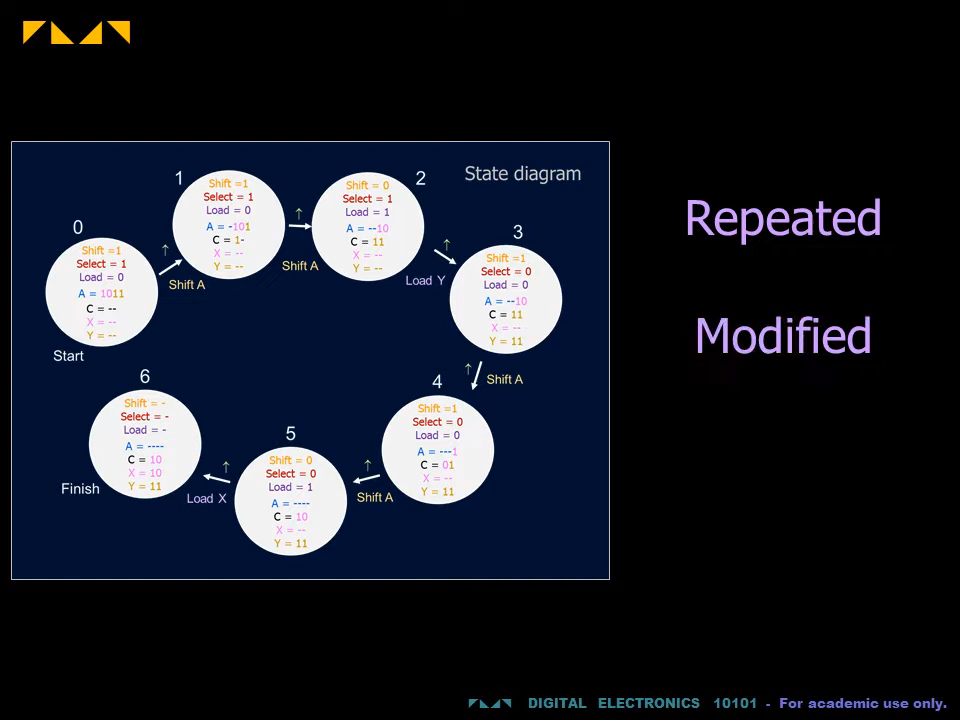 State diagram
Repeated
Modified
0
Shift =1
Select = 1
Load = 0
A = 1011
C = --
X = --
Y = --
Start
↑
Shift A
1
Shift =1
Select = 1
Load = 0
A = -101
C = 1-
X = --
Y = --
↑
Shift A
2
Shift = 0
Select = 1
Load = 1
A = --10
C = 11
X = --
Y = --
↑
Load Y
3
Shift =1
Select = 0
Load = 0
A = --10
C = 11
X = --
Y = 11
↑
Shift A
4
Shift =1
Select = 0
Load = 0
A = ---1
C = 01
X = --
Y = 11
↑
Shift A
5
Shift = 0
Select = 0
Load = 1
A = ----
C = 10
X = --
Y = 11
↑
Load X
6
Shift = -
Select = -
Load = -
A = ----
C = 10
X = 10
Y = 11
Finish
DIGITAL ELECTRONICS 10101 - For academic use only.